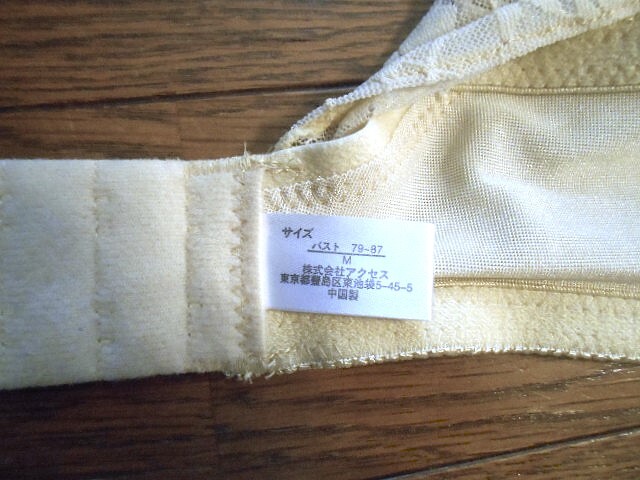 サイズ
バスト 79~87
M
株式会社アクセス
東京都豊島区東池袋5-45-5
中国製